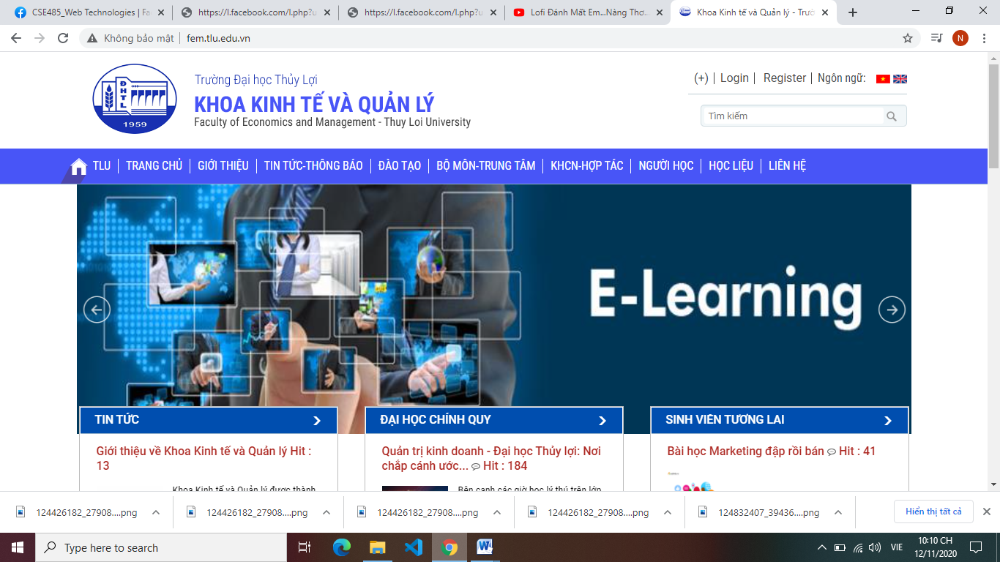 CSE485_Web Technologies | Fa
https://l.facebook.com/l.php?u
https://l.facebook.com/l.php?u
Lofi Đánh Mất Em...Nàng Thơ...
Khoa Kinh tế và Quản lý - Trườ
Không bảo mật
fem.tlu.edu.vn
N
ĐHTL
1959
Trường Đại học Thủy Lợi
KHOA KINH TẾ VÀ QUẢN LÝ
Faculty of Economics and Management - Thuy Loi University
(+) | Login | Register | Ngôn ngữ:
Tìm kiếm
TLU | TRANG CHỦ | GIỚI THIỆU | TIN TỨC-THÔNG BÁO | ĐÀO TẠO | BỘ MÔN-TRUNG TÂM | KHCN-HỢP TÁC | NGƯỜI HỌC | HỌC LIỆU | LIÊN HỆ
E-Learning
TIN TỨC
Giới thiệu về Khoa Kinh tế và Quản lý Hit :
13
Khoa Kinh tế và Quản lý được thành
ĐẠI HỌC CHÍNH QUY
Quản trị kinh doanh - Đại học Thủy lợi: Nơi
chắp cánh ước... Hit : 184
Bên cạnh các giờ học lý thú trên lớp
SINH VIÊN TƯƠNG LAI
Bài học Marketing đập rồi bán Hit : 41
124426182_27908....png
124426182_27908....png
124426182_27908....png
124426182_27908....png
124832407_39436....png
Hiển thị tất cả
Type here to search
VIE
10:10 CH
12/11/2020